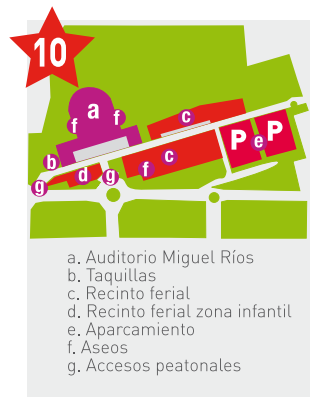 10
a
f
f
c
P
e
P
b
d
g
f
c
g
a. Auditorio Miguel Ríos
b. Taquillas
c. Recinto ferial
d. Recinto ferial zona infantil
e. Aparcamiento
f. Aseos
g. Accesos peatonales